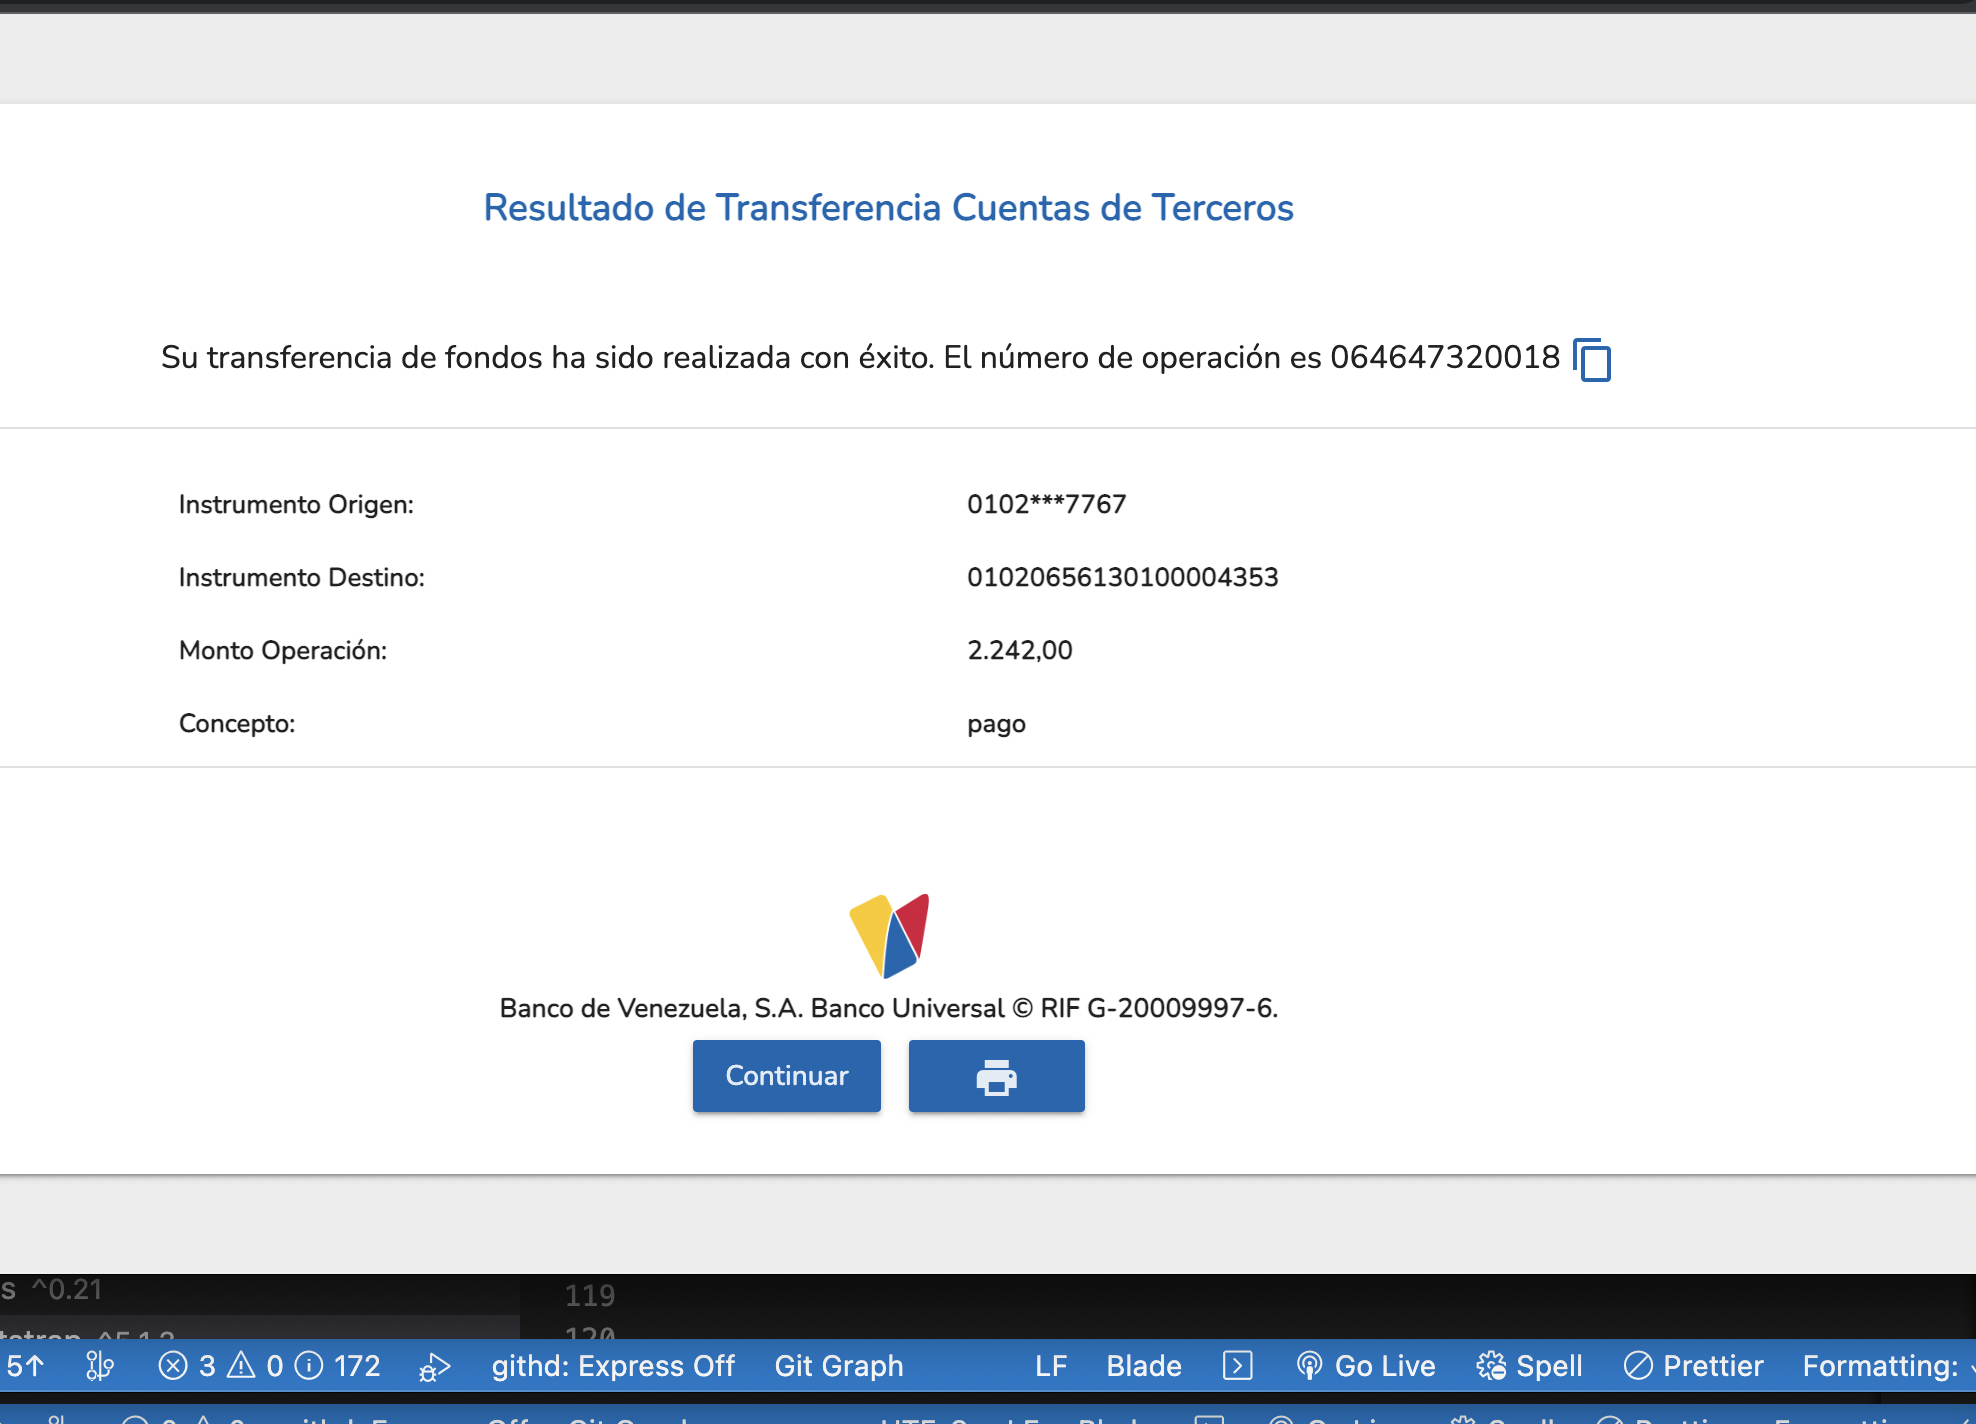 Resultado de Transferencia Cuentas de Terceros
Su transferencia de fondos ha sido realizada con éxito. El número de operación es 064647320018
Instrumento Origen: 0102***7767
Instrumento Destino: 01020656130100004353
Monto Operación: 2.242,00
Concepto: pago
Banco de Venezuela, S.A. Banco Universal © RIF G-20009997-6.
Continuar
s ^0.21 119
120
5↑ 3 0 172 githd: Express Off Git Graph LF Blade Go Live Spell Prettier Formatting: